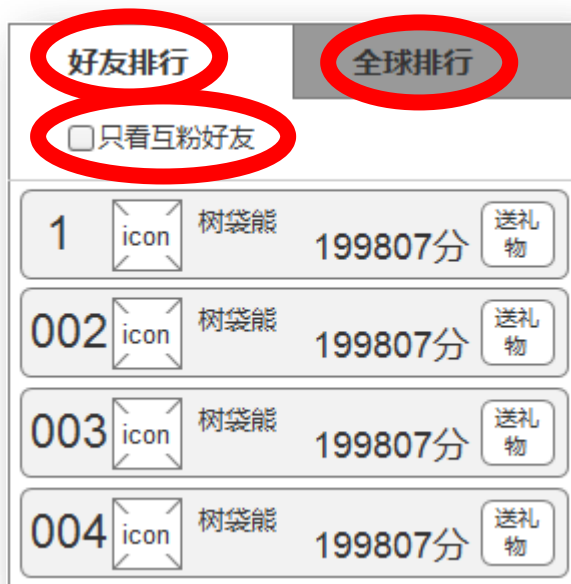 好友排行 全球排行
只看互粉好友
1 icon 树袋熊 199807分 送礼物
002 icon 树袋熊 199807分 送礼物
003 icon 树袋熊 199807分 送礼物
004 icon 树袋熊 199807分 送礼物